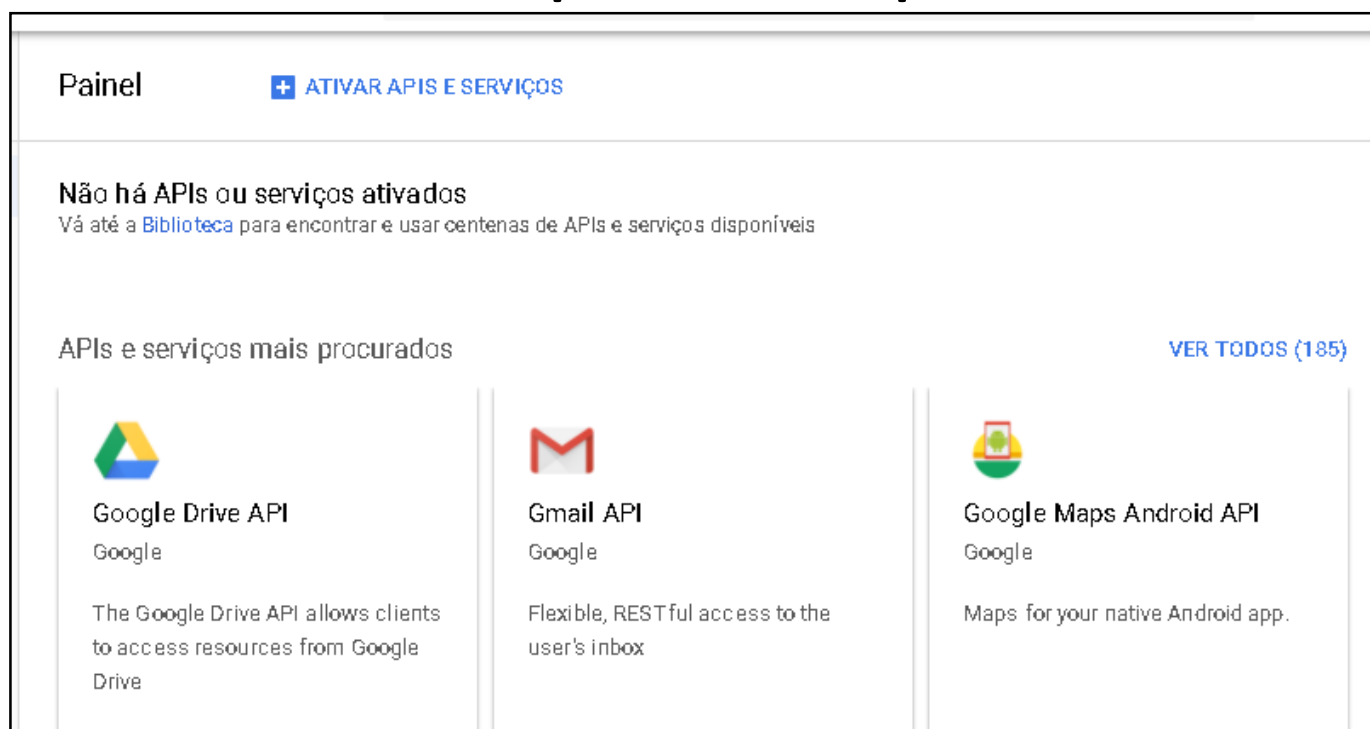 Painel
ATIVAR APIS E SERVIÇOS
Não há APIs ou serviços ativados
Vá até a Biblioteca para encontrar e usar centenas de APIs e serviços disponíveis
APIs e serviços mais procurados
VER TODOS (185)
Google Drive API
Google
The Google Drive API allows clients
to access resources from Google
Drive
Gmail API
Google
Flexible, RESTful access to the
user's inbox
Google Maps Android API
Google
Maps for your native Android app.